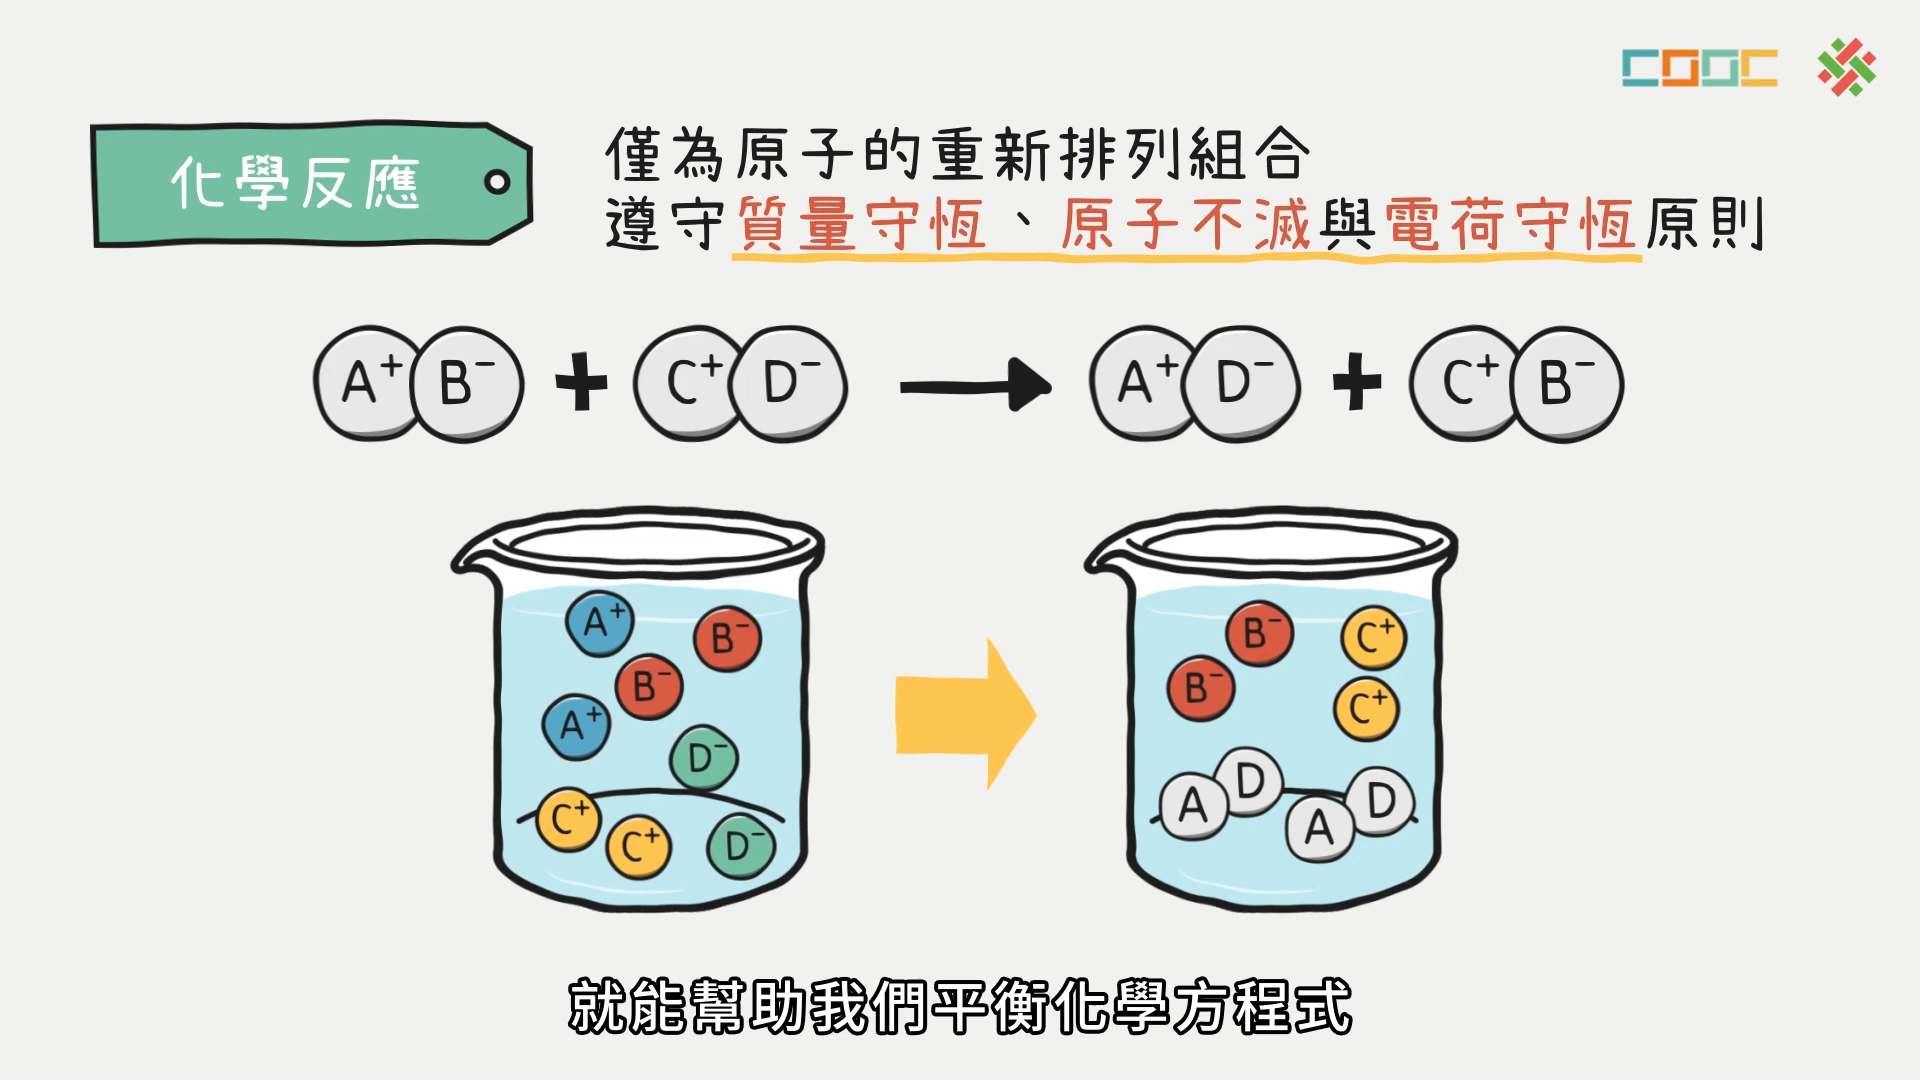 COOC
化學反應
僅為原子的重新排列組合
遵守質量守恆、原子不滅與電荷守恆原則
A⁺ B⁻ + C⁺ D⁻ → A⁺ D⁻ + C⁺ B⁻
A⁺ B⁻
B⁻
A⁺
D⁻
C⁺ C⁺ D⁻
B⁻ C⁺
B⁻ C⁺
A D A D
就能幫助我們平衡化學方程式